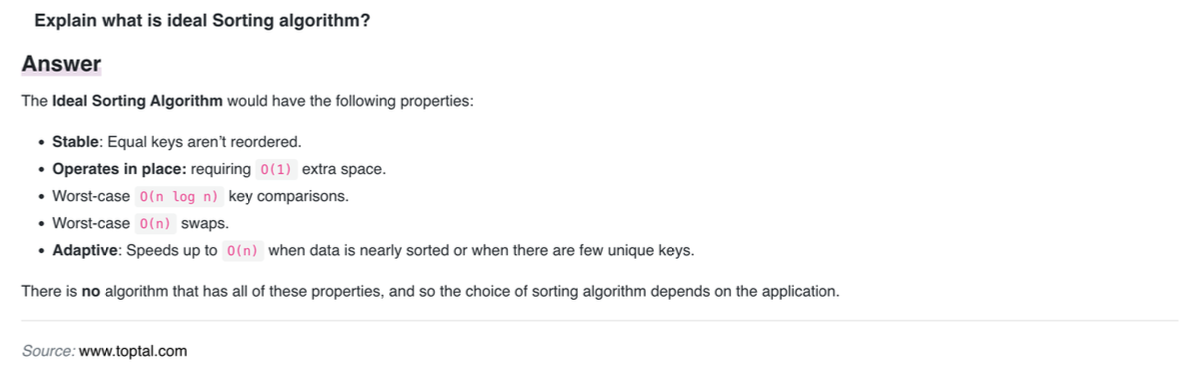 Explain what is ideal Sorting algorithm?
Answer
The Ideal Sorting Algorithm would have the following properties:
• Stable: Equal keys aren't reordered.
• Operates in place: requiring O(1) extra space.
• Worst-case O(n log n) key comparisons.
• Worst-case O(n) swaps.
• Adaptive: Speeds up to O(n) when data is nearly sorted or when there are few unique keys.
There is no algorithm that has all of these properties, and so the choice of sorting algorithm depends on the application.
Source: www.toptal.com